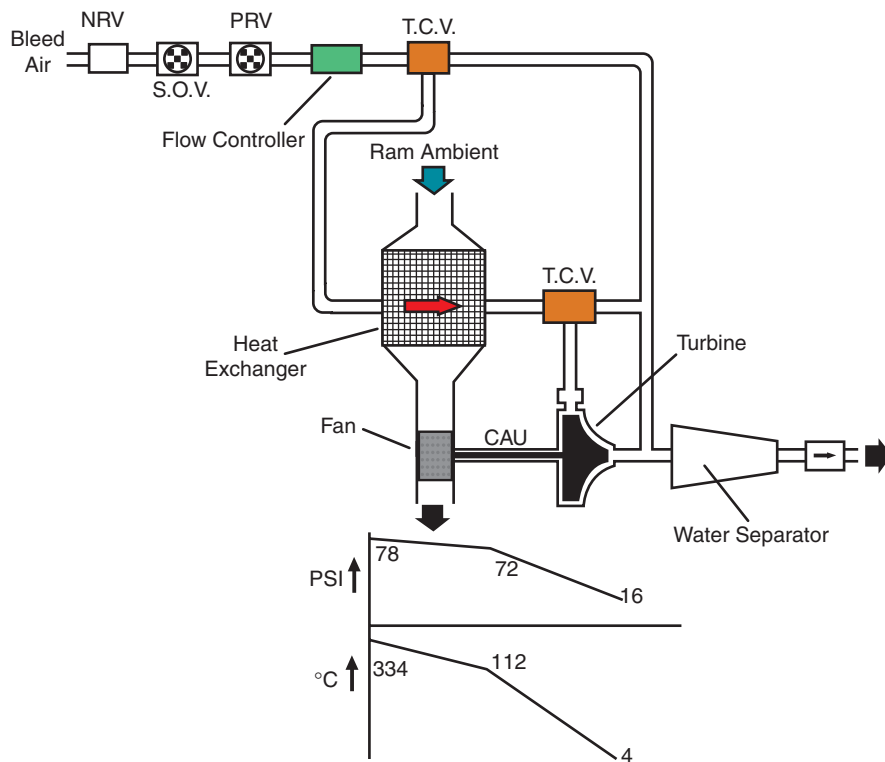 NRV
PRV
T.C.V.
Bleed
Air
S.O.V.
Flow Controller
Ram Ambient
T.C.V.
Heat
Exchanger
Turbine
Fan
CAU
Water Separator
78
PSI
72
16
334
°C
112
4